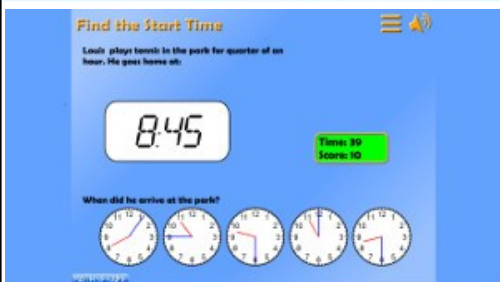 Find the Start Time
Louis plays tennis in the park for quarter of an
hour. He goes home at:
8:45
Time: 39
Score: 10
When did he arrive at the park?